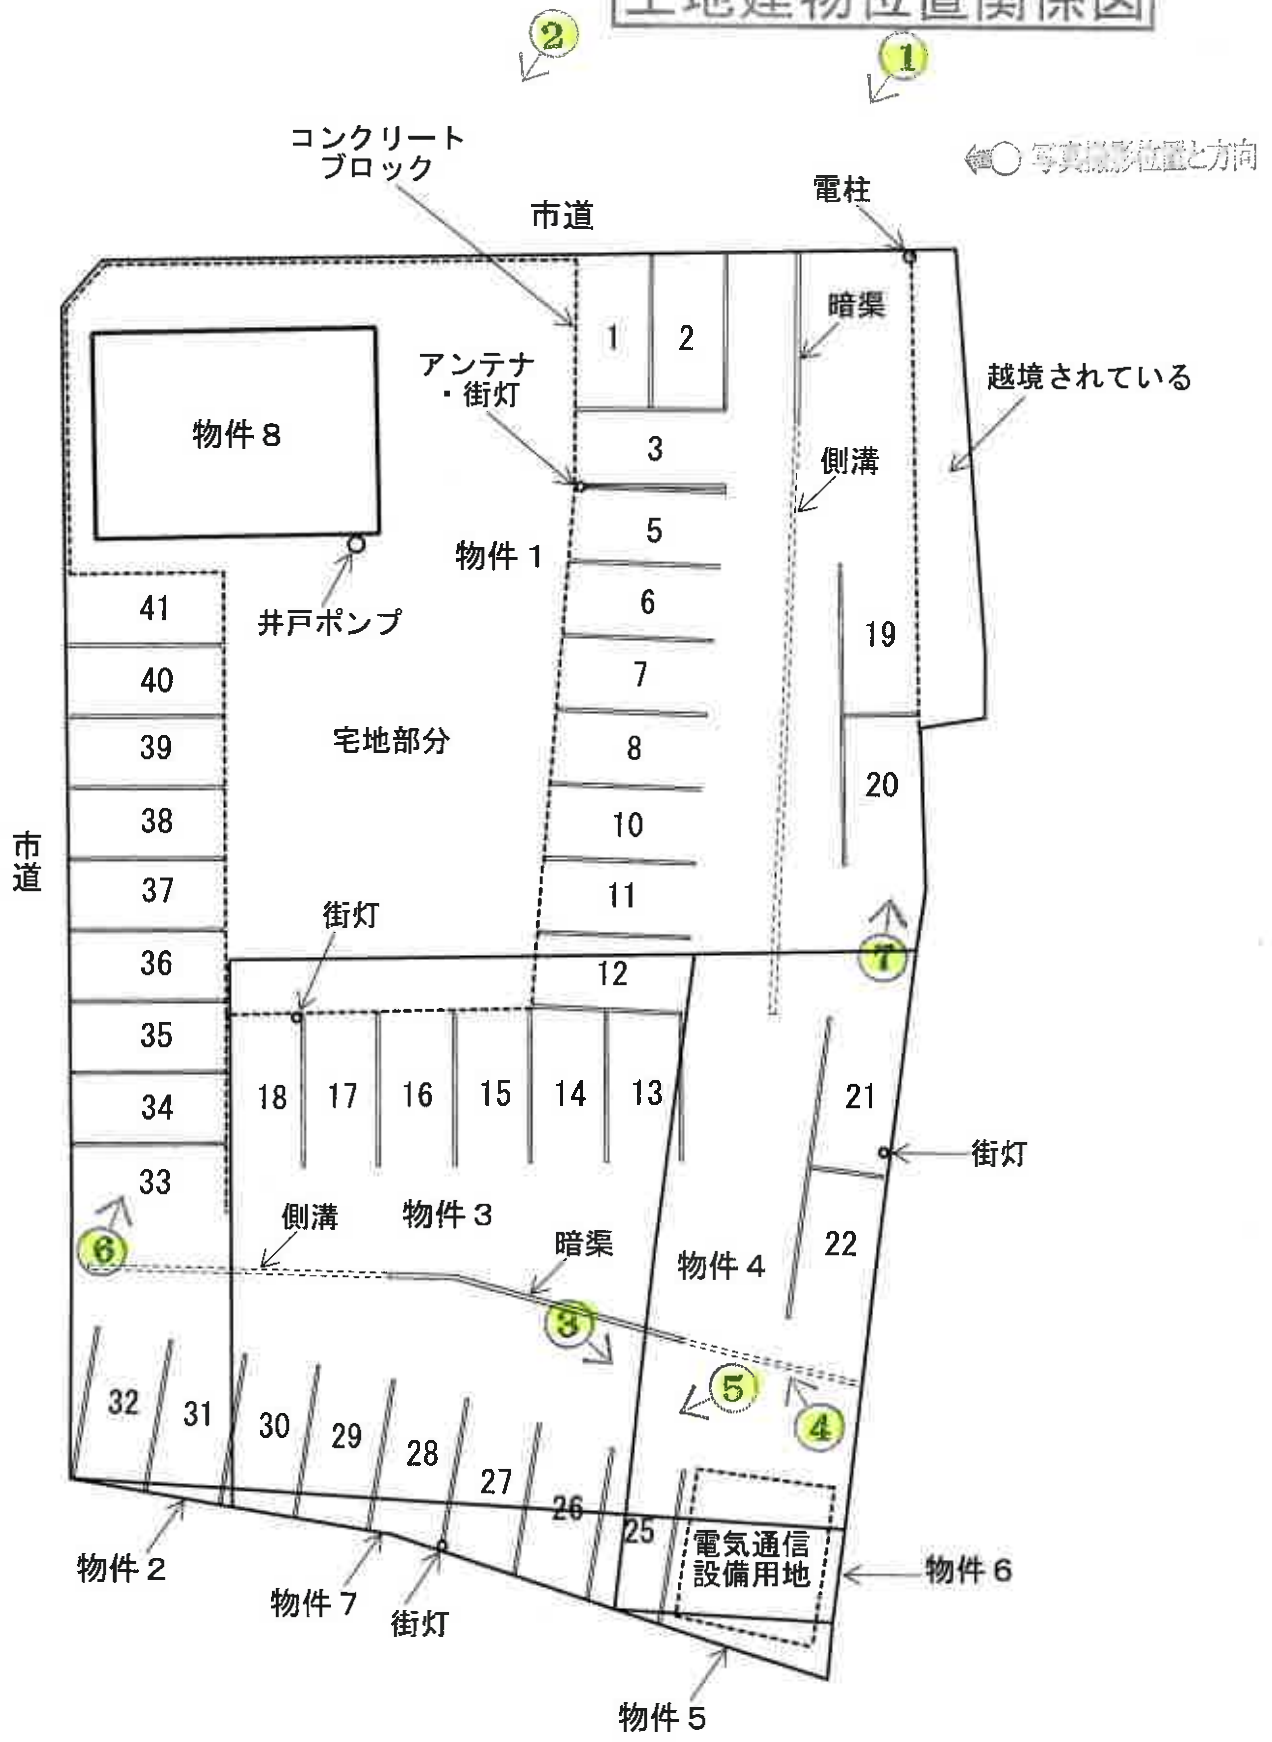 土地建物位置関係図
2
1
コンクリート
ブロック
写真撮影位置と方向
電柱
市道
暗渠
1
2
アンテナ
・街灯
越境されている
物件8
3
側溝
5
物件1
41
6
井戸ポンプ
19
40
7
宅地部分
39
8
20
38
10
市道
37
11
街灯
36
7
12
35
18
17
16
15
14
13
21
34
街灯
33
側溝
物件3
22
6
暗渠
物件4
3
5
4
32
31
30
29
28
27
26
25
電気通信
設備用地
物件2
物件6
物件7
街灯
物件5